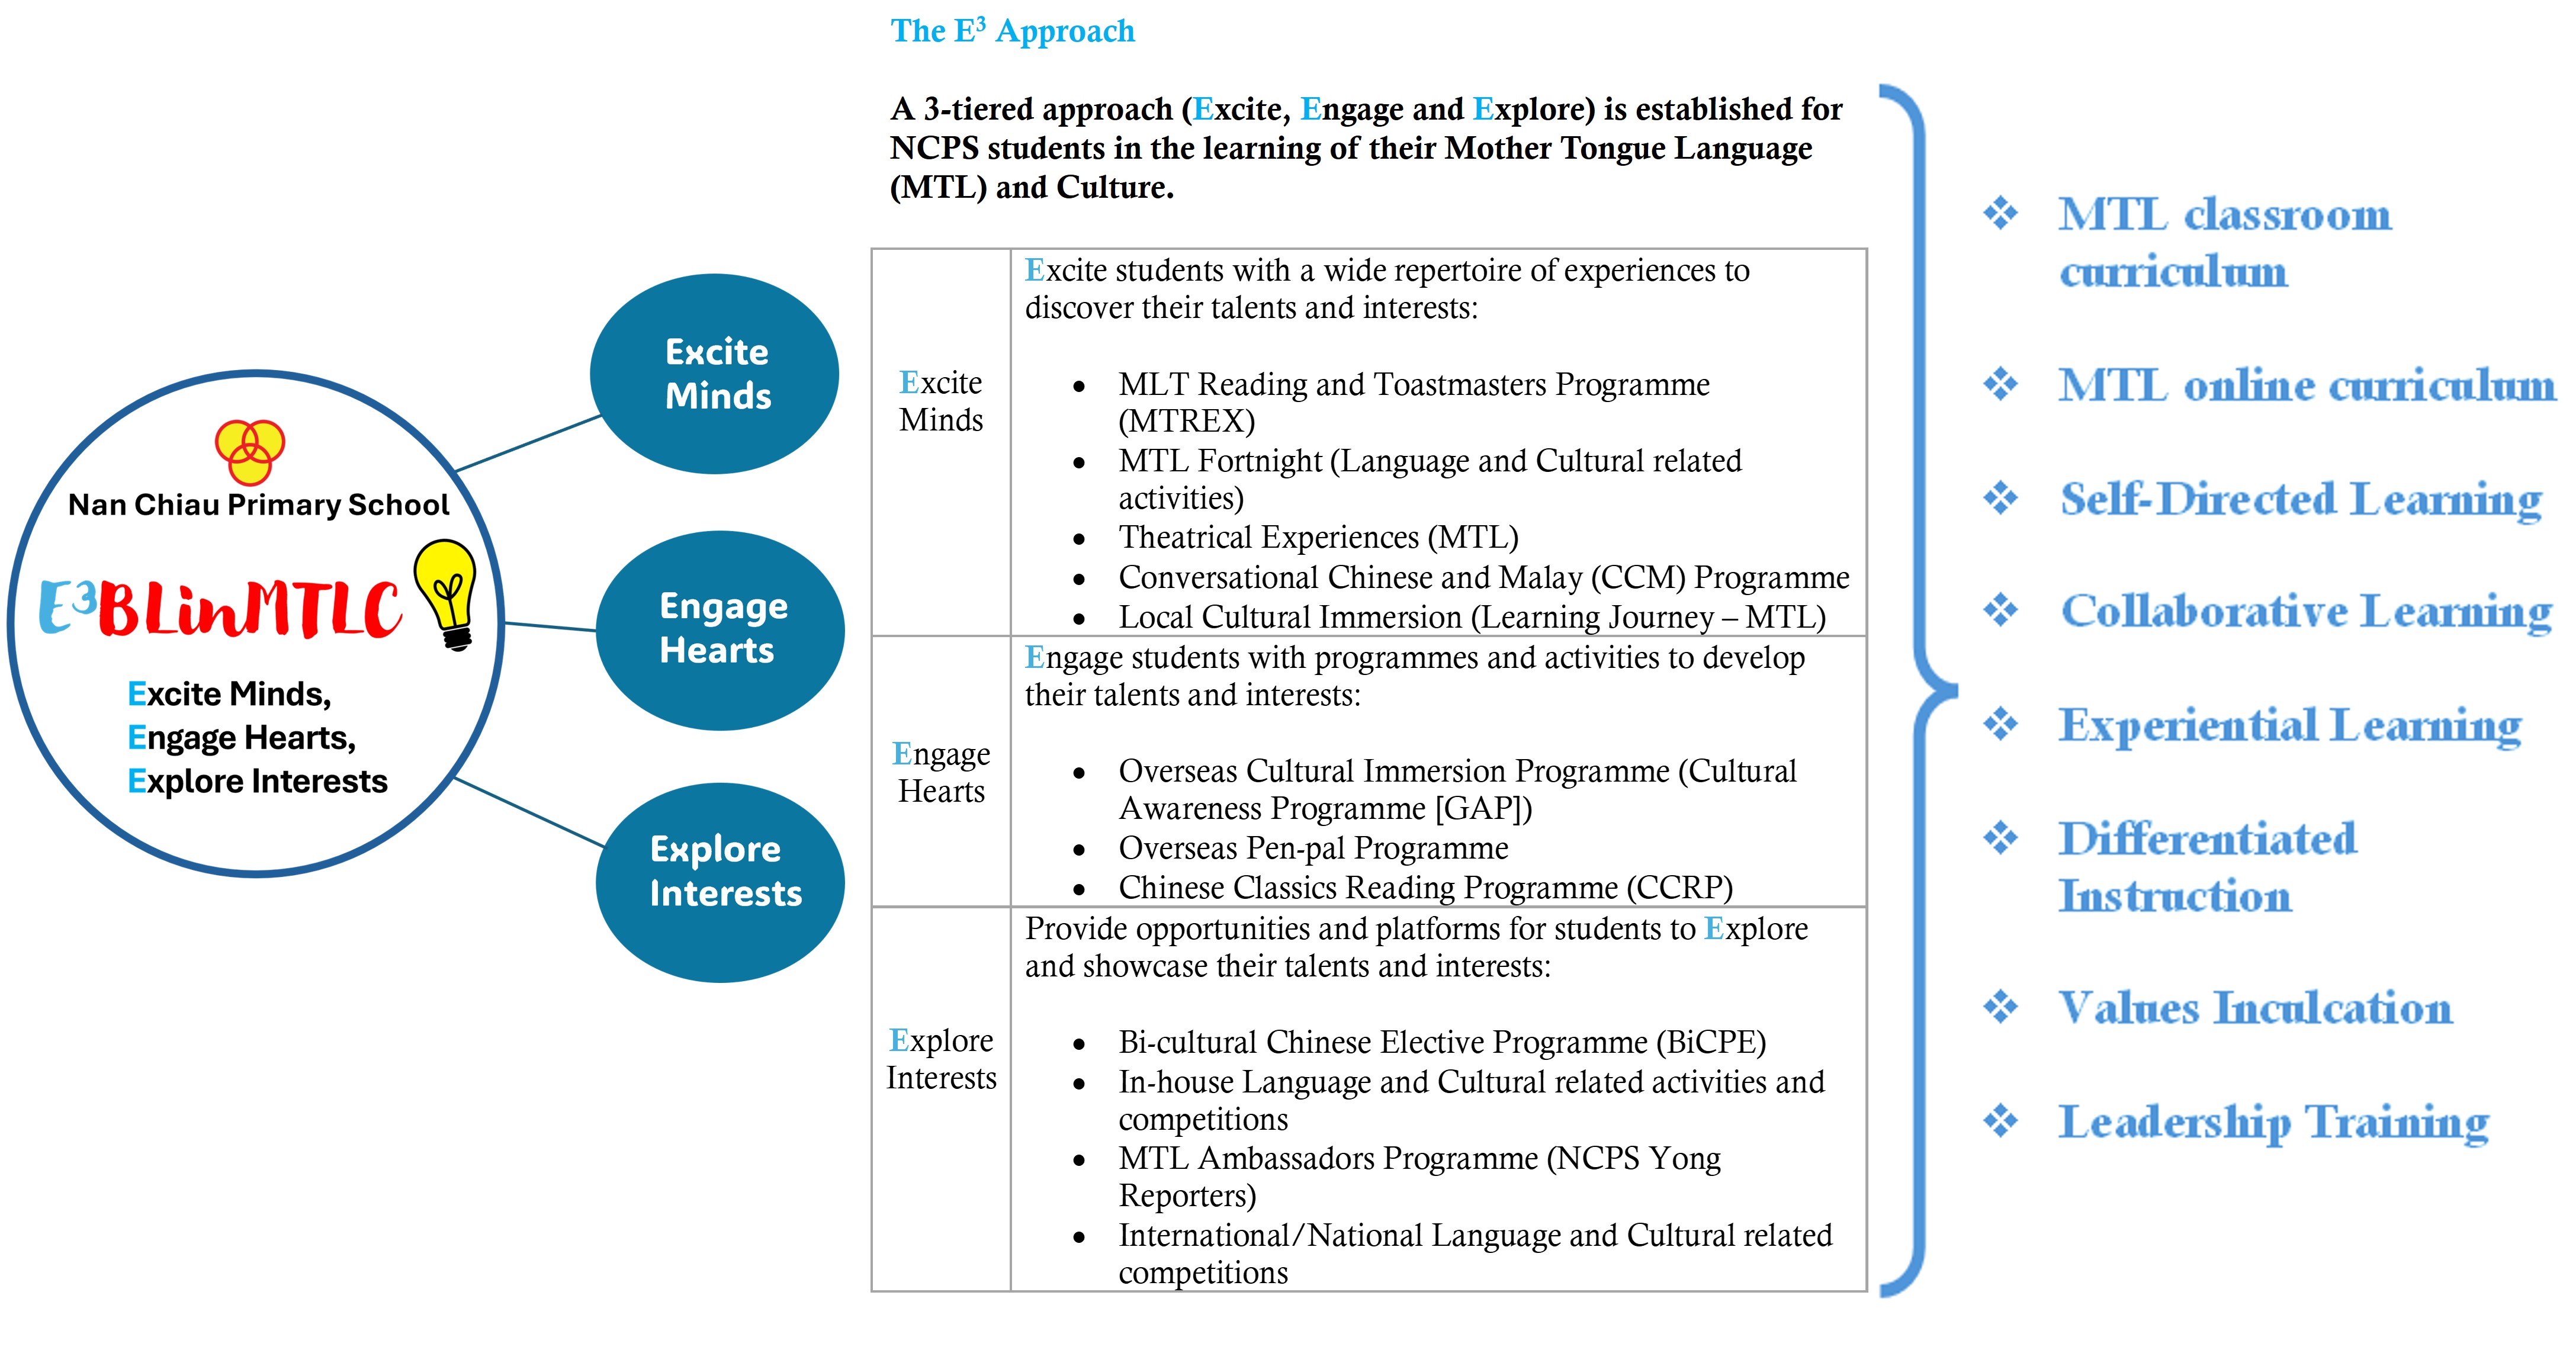 Nan Chiau Primary School
E³BLinMTLC
Excite Minds,
Engage Hearts,
Explore Interests
Excite
Minds
Engage
Hearts
Explore
Interests
The E³ Approach
A 3-tiered approach (Excite, Engage and Explore) is established for
NCPS students in the learning of their Mother Tongue Language
(MTL) and Culture.
Excite
Minds
Excite students with a wide repertoire of experiences to
discover their talents and interests:
• MLT Reading and Toastmasters Programme
(MTREX)
• MTL Fortnight (Language and Cultural related
activities)
• Theatrical Experiences (MTL)
• Conversational Chinese and Malay (CCM) Programme
• Local Cultural Immersion (Learning Journey – MTL)
Engage
Hearts
Engage students with programmes and activities to develop
their talents and interests:
• Overseas Cultural Immersion Programme (Cultural
Awareness Programme [GAP])
• Overseas Pen-pal Programme
• Chinese Classics Reading Programme (CCRP)
Explore
Interests
Provide opportunities and platforms for students to Explore
and showcase their talents and interests:
• Bi-cultural Chinese Elective Programme (BiCPE)
• In-house Language and Cultural related activities and
competitions
• MTL Ambassadors Programme (NCPS Yong
Reporters)
• International/National Language and Cultural related
competitions
❖ MTL classroom
curriculum
❖ MTL online curriculum
❖ Self-Directed Learning
❖ Collaborative Learning
❖ Experiential Learning
❖ Differentiated
Instruction
❖ Values Inculcation
❖ Leadership Training